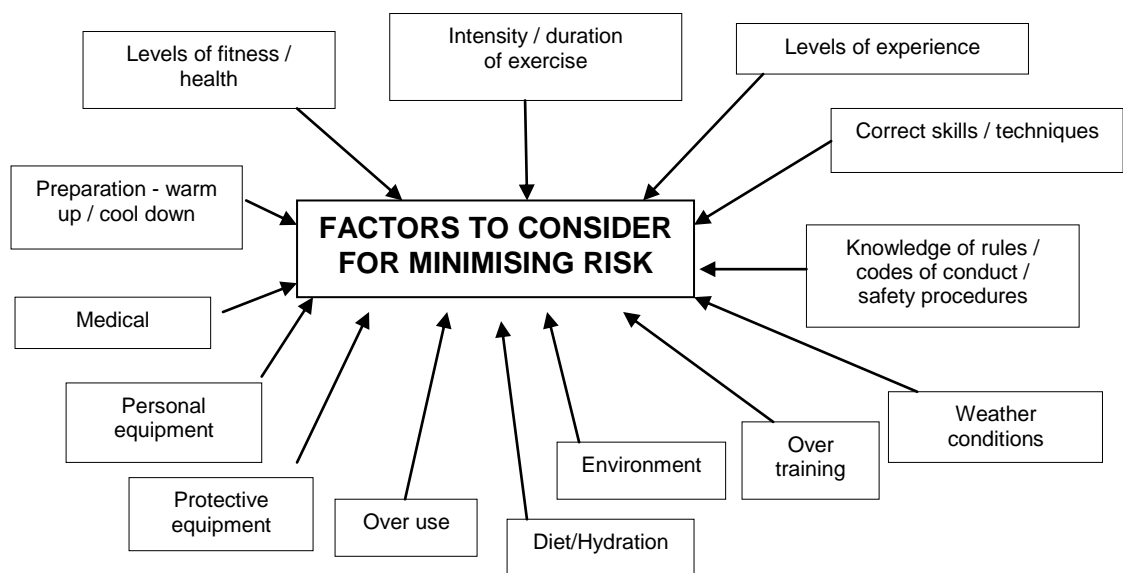 Levels of fitness /
health
Intensity / duration
of exercise
Levels of experience
Correct skills / techniques
Preparation - warm
up / cool down
FACTORS TO CONSIDER
FOR MINIMISING RISK
Knowledge of rules /
codes of conduct /
safety procedures
Medical
Personal
equipment
Weather
conditions
Over
training
Environment
Protective
equipment
Over use
Diet/Hydration